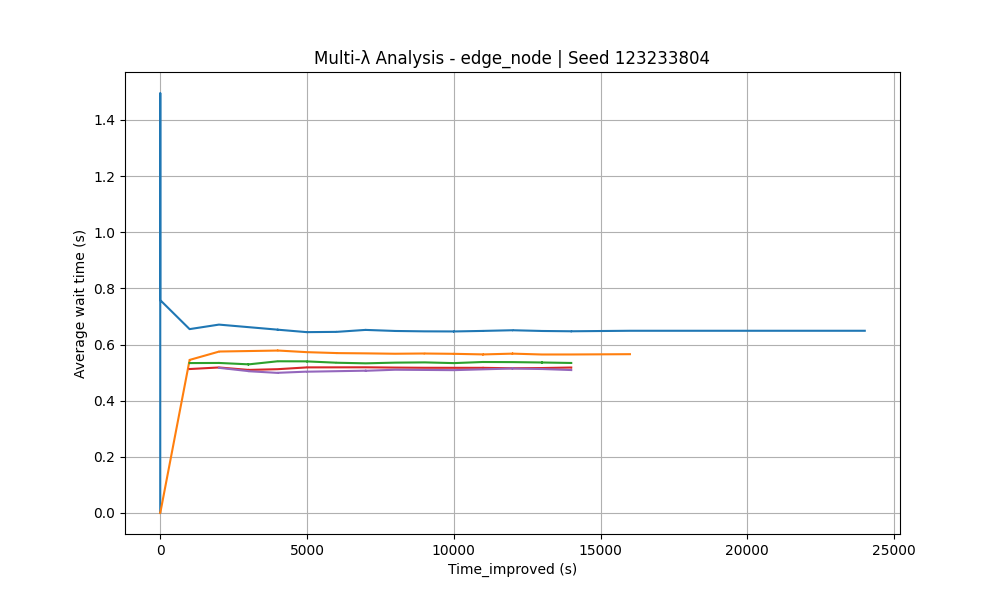 Multi-λ Analysis - edge_node | Seed 123233804
Average wait time (s)
1.4
1.2
1.0
0.8
0.6
0.4
0.2
0.0
0 5000 10000 15000 20000 25000
Time_improved (s)